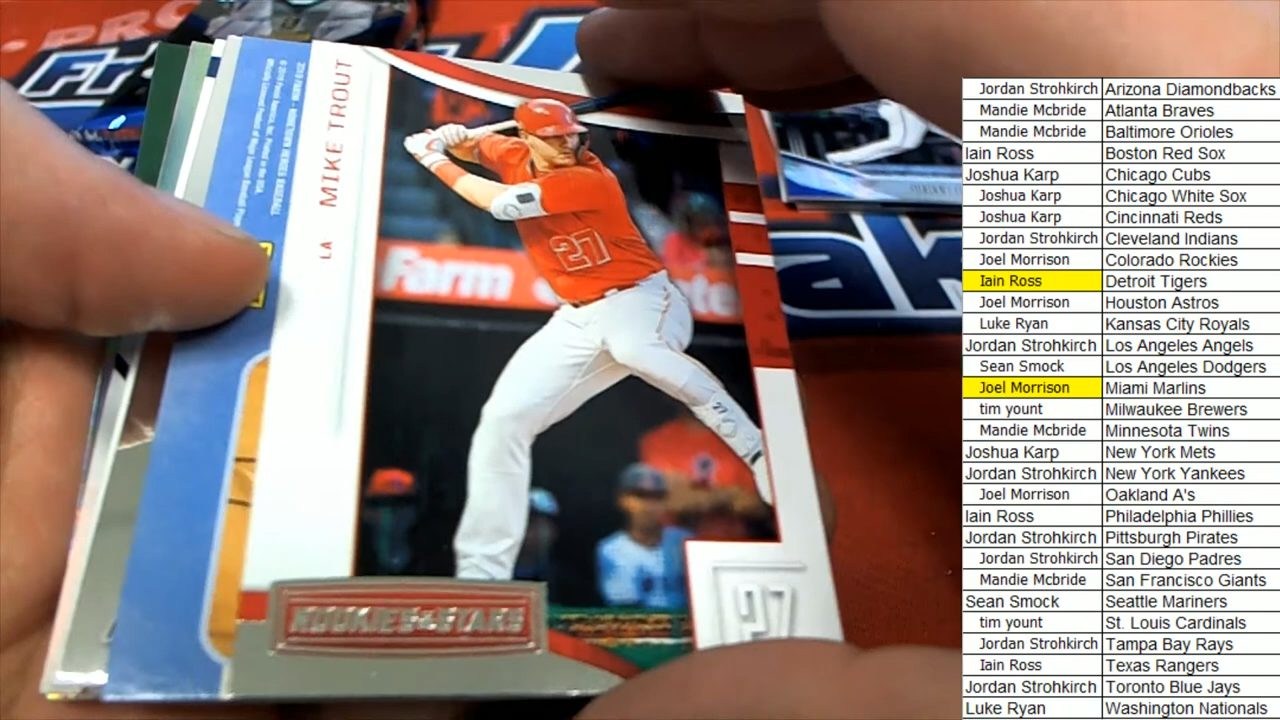 PRO
MIKE TROUT
LA
Farm
27
27
ROOKIES & STARS
27
Jordan Strohkirch Arizona Diamondbacks
Mandie Mcbride Atlanta Braves
Mandie Mcbride Baltimore Orioles
Iain Ross Boston Red Sox
Joshua Karp Chicago Cubs
Joshua Karp Chicago White Sox
Joshua Karp Cincinnati Reds
Jordan Strohkirch Cleveland Indians
Joel Morrison Colorado Rockies
Iain Ross Detroit Tigers
Joel Morrison Houston Astros
Luke Ryan Kansas City Royals
Jordan Strohkirch Los Angeles Angels
Sean Smock Los Angeles Dodgers
Joel Morrison Miami Marlins
tim yount Milwaukee Brewers
Mandie Mcbride Minnesota Twins
Joshua Karp New York Mets
Jordan Strohkirch New York Yankees
Joel Morrison Oakland A's
Iain Ross Philadelphia Phillies
Jordan Strohkirch Pittsburgh Pirates
Jordan Strohkirch San Diego Padres
Mandie Mcbride San Francisco Giants
Sean Smock Seattle Mariners
tim yount St. Louis Cardinals
Jordan Strohkirch Tampa Bay Rays
Iain Ross Texas Rangers
Jordan Strohkirch Toronto Blue Jays
Luke Ryan Washington Nationals